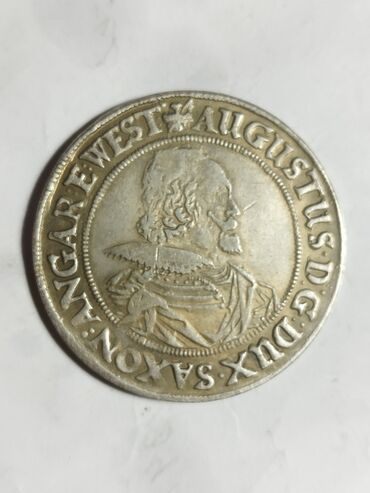 AUGUSTUS · D · G · DUX · SAXON : ANGAR E WEST